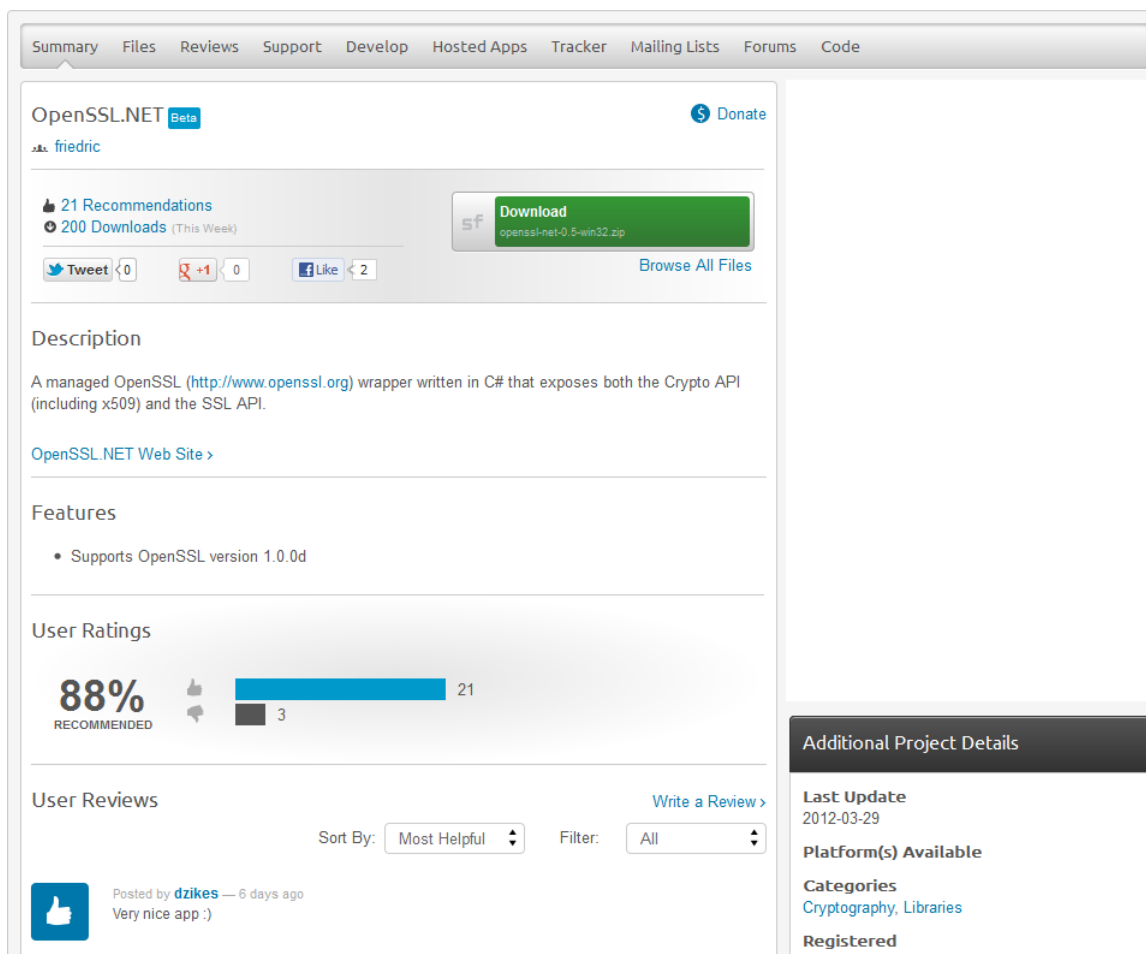 Summary Files Reviews Support Develop Hosted Apps Tracker Mailing Lists Forums Code
OpenSSL.NET Beta
$ Donate
friedric
21 Recommendations
200 Downloads (This Week)
sf
Download
openssl-net-0.5-win32.zip
Tweet 0 +1 0 Like 2
Browse All Files
Description
A managed OpenSSL (http://www.openssl.org) wrapper written in C# that exposes both the Crypto API
(including x509) and the SSL API.
OpenSSL.NET Web Site ›
Features
• Supports OpenSSL version 1.0.0d
User Ratings
88%
RECOMMENDED
21
3
User Reviews
Write a Review ›
Sort By: Most Helpful Filter: All
Posted by dzikes — 6 days ago
Very nice app :)
Additional Project Details
Last Update
2012-03-29
Platform(s) Available
Categories
Cryptography, Libraries
Registered